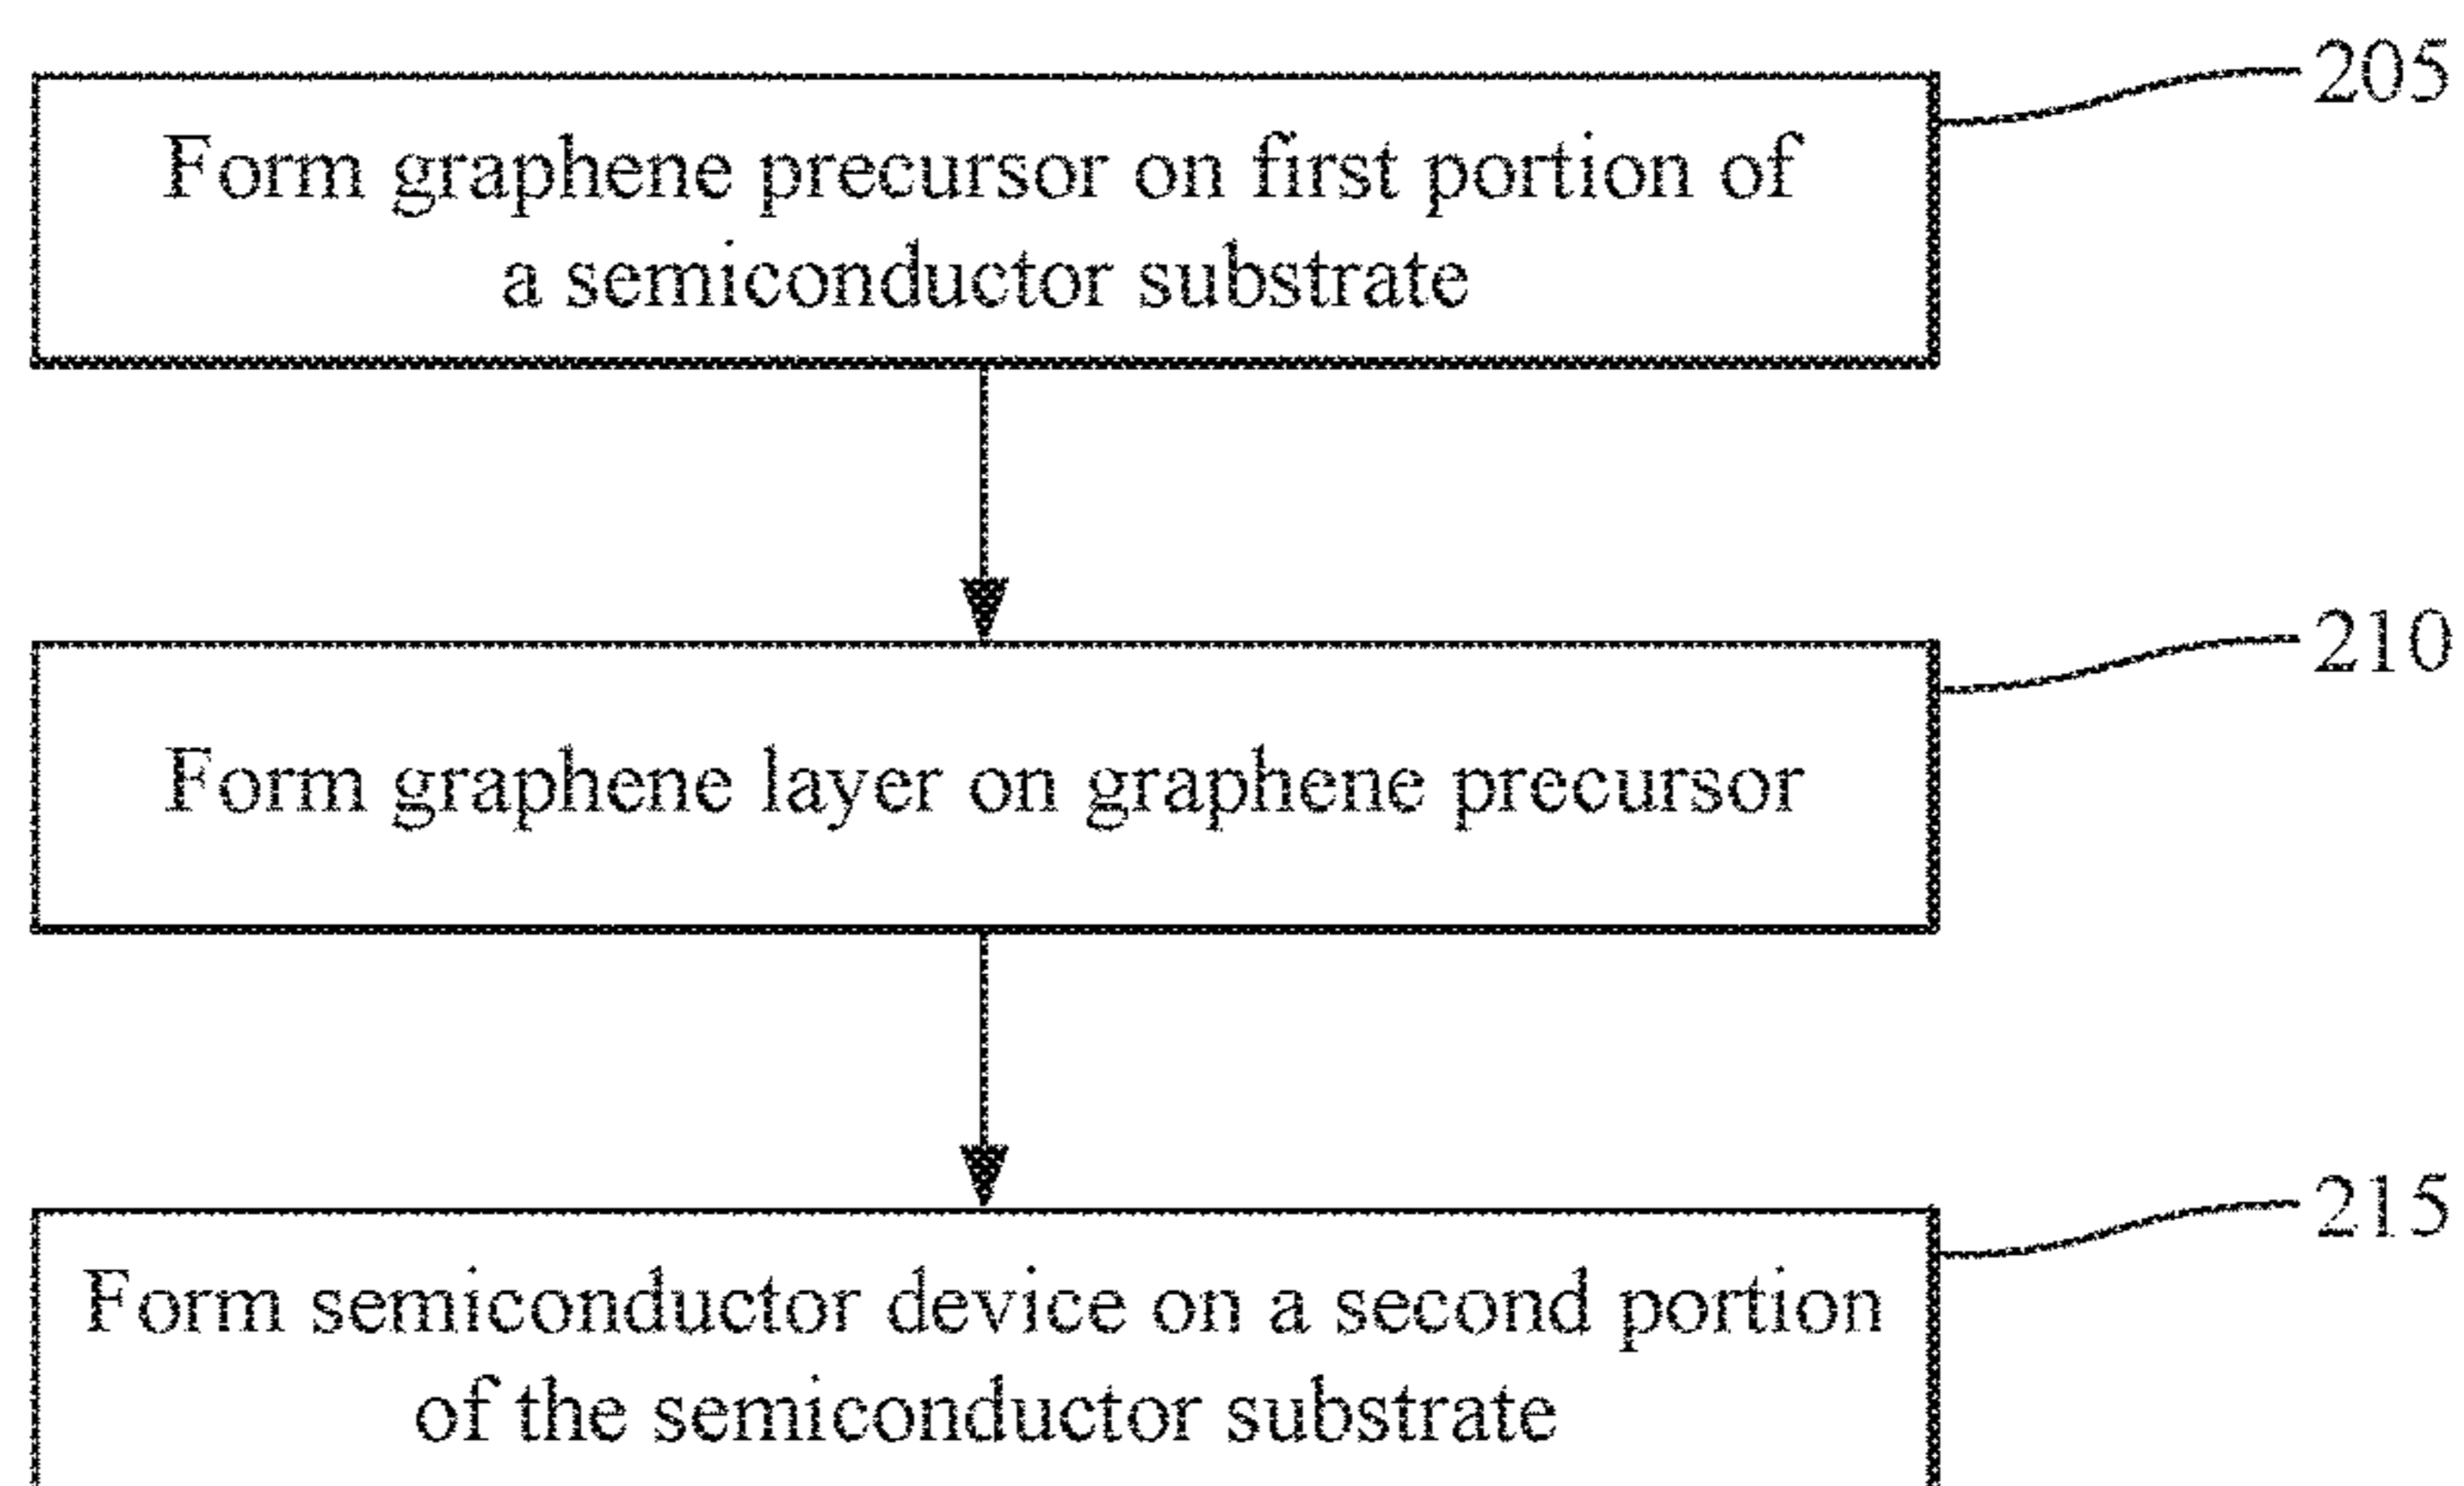 205
Form graphene precursor on first portion of
a semiconductor substrate
210
Form graphene layer on graphene precursor
215
Form semiconductor device on a second portion
of the semiconductor substrate